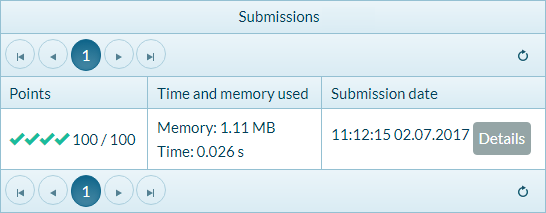 Submissions
1
Points Time and memory used Submission date
100 / 100 Memory: 1.11 MB 11:12:15 02.07.2017 Details
Time: 0.026 s
1